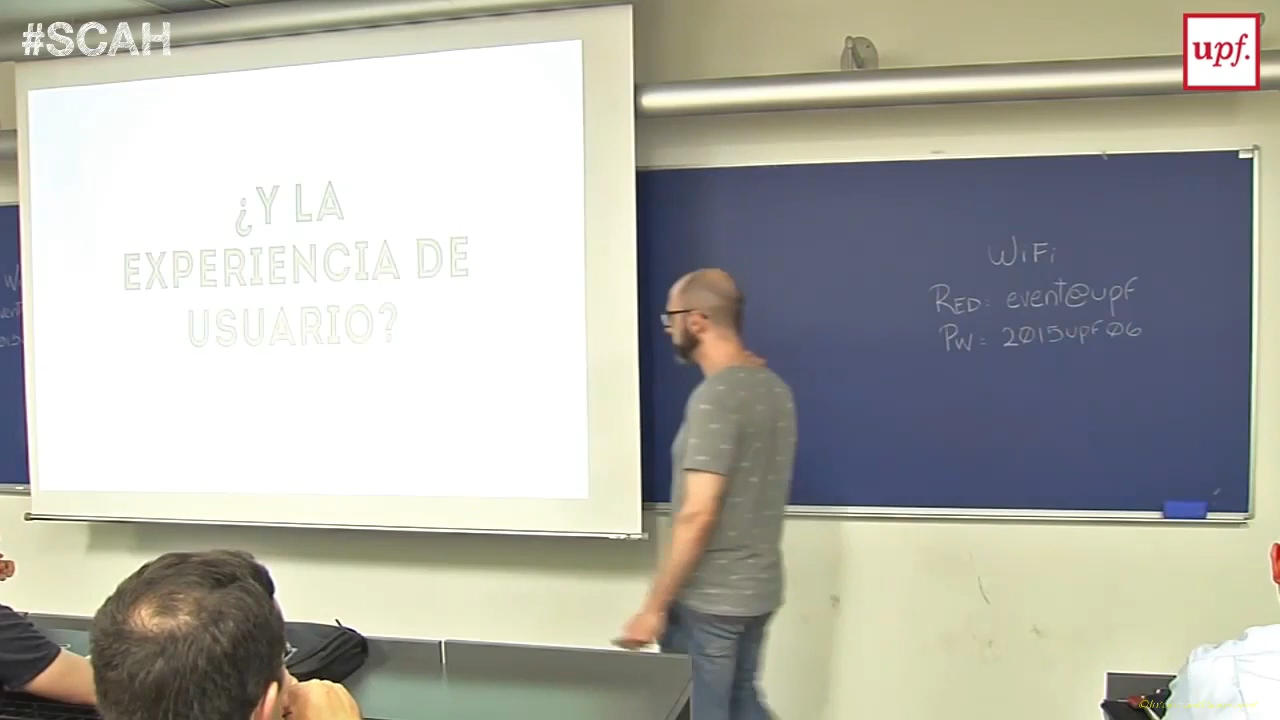 #SCAH
upf.
¿Y LA
EXPERIENCIA DE
USUARIO?
WiFi
RED: event@upf
PW: 2015upf06